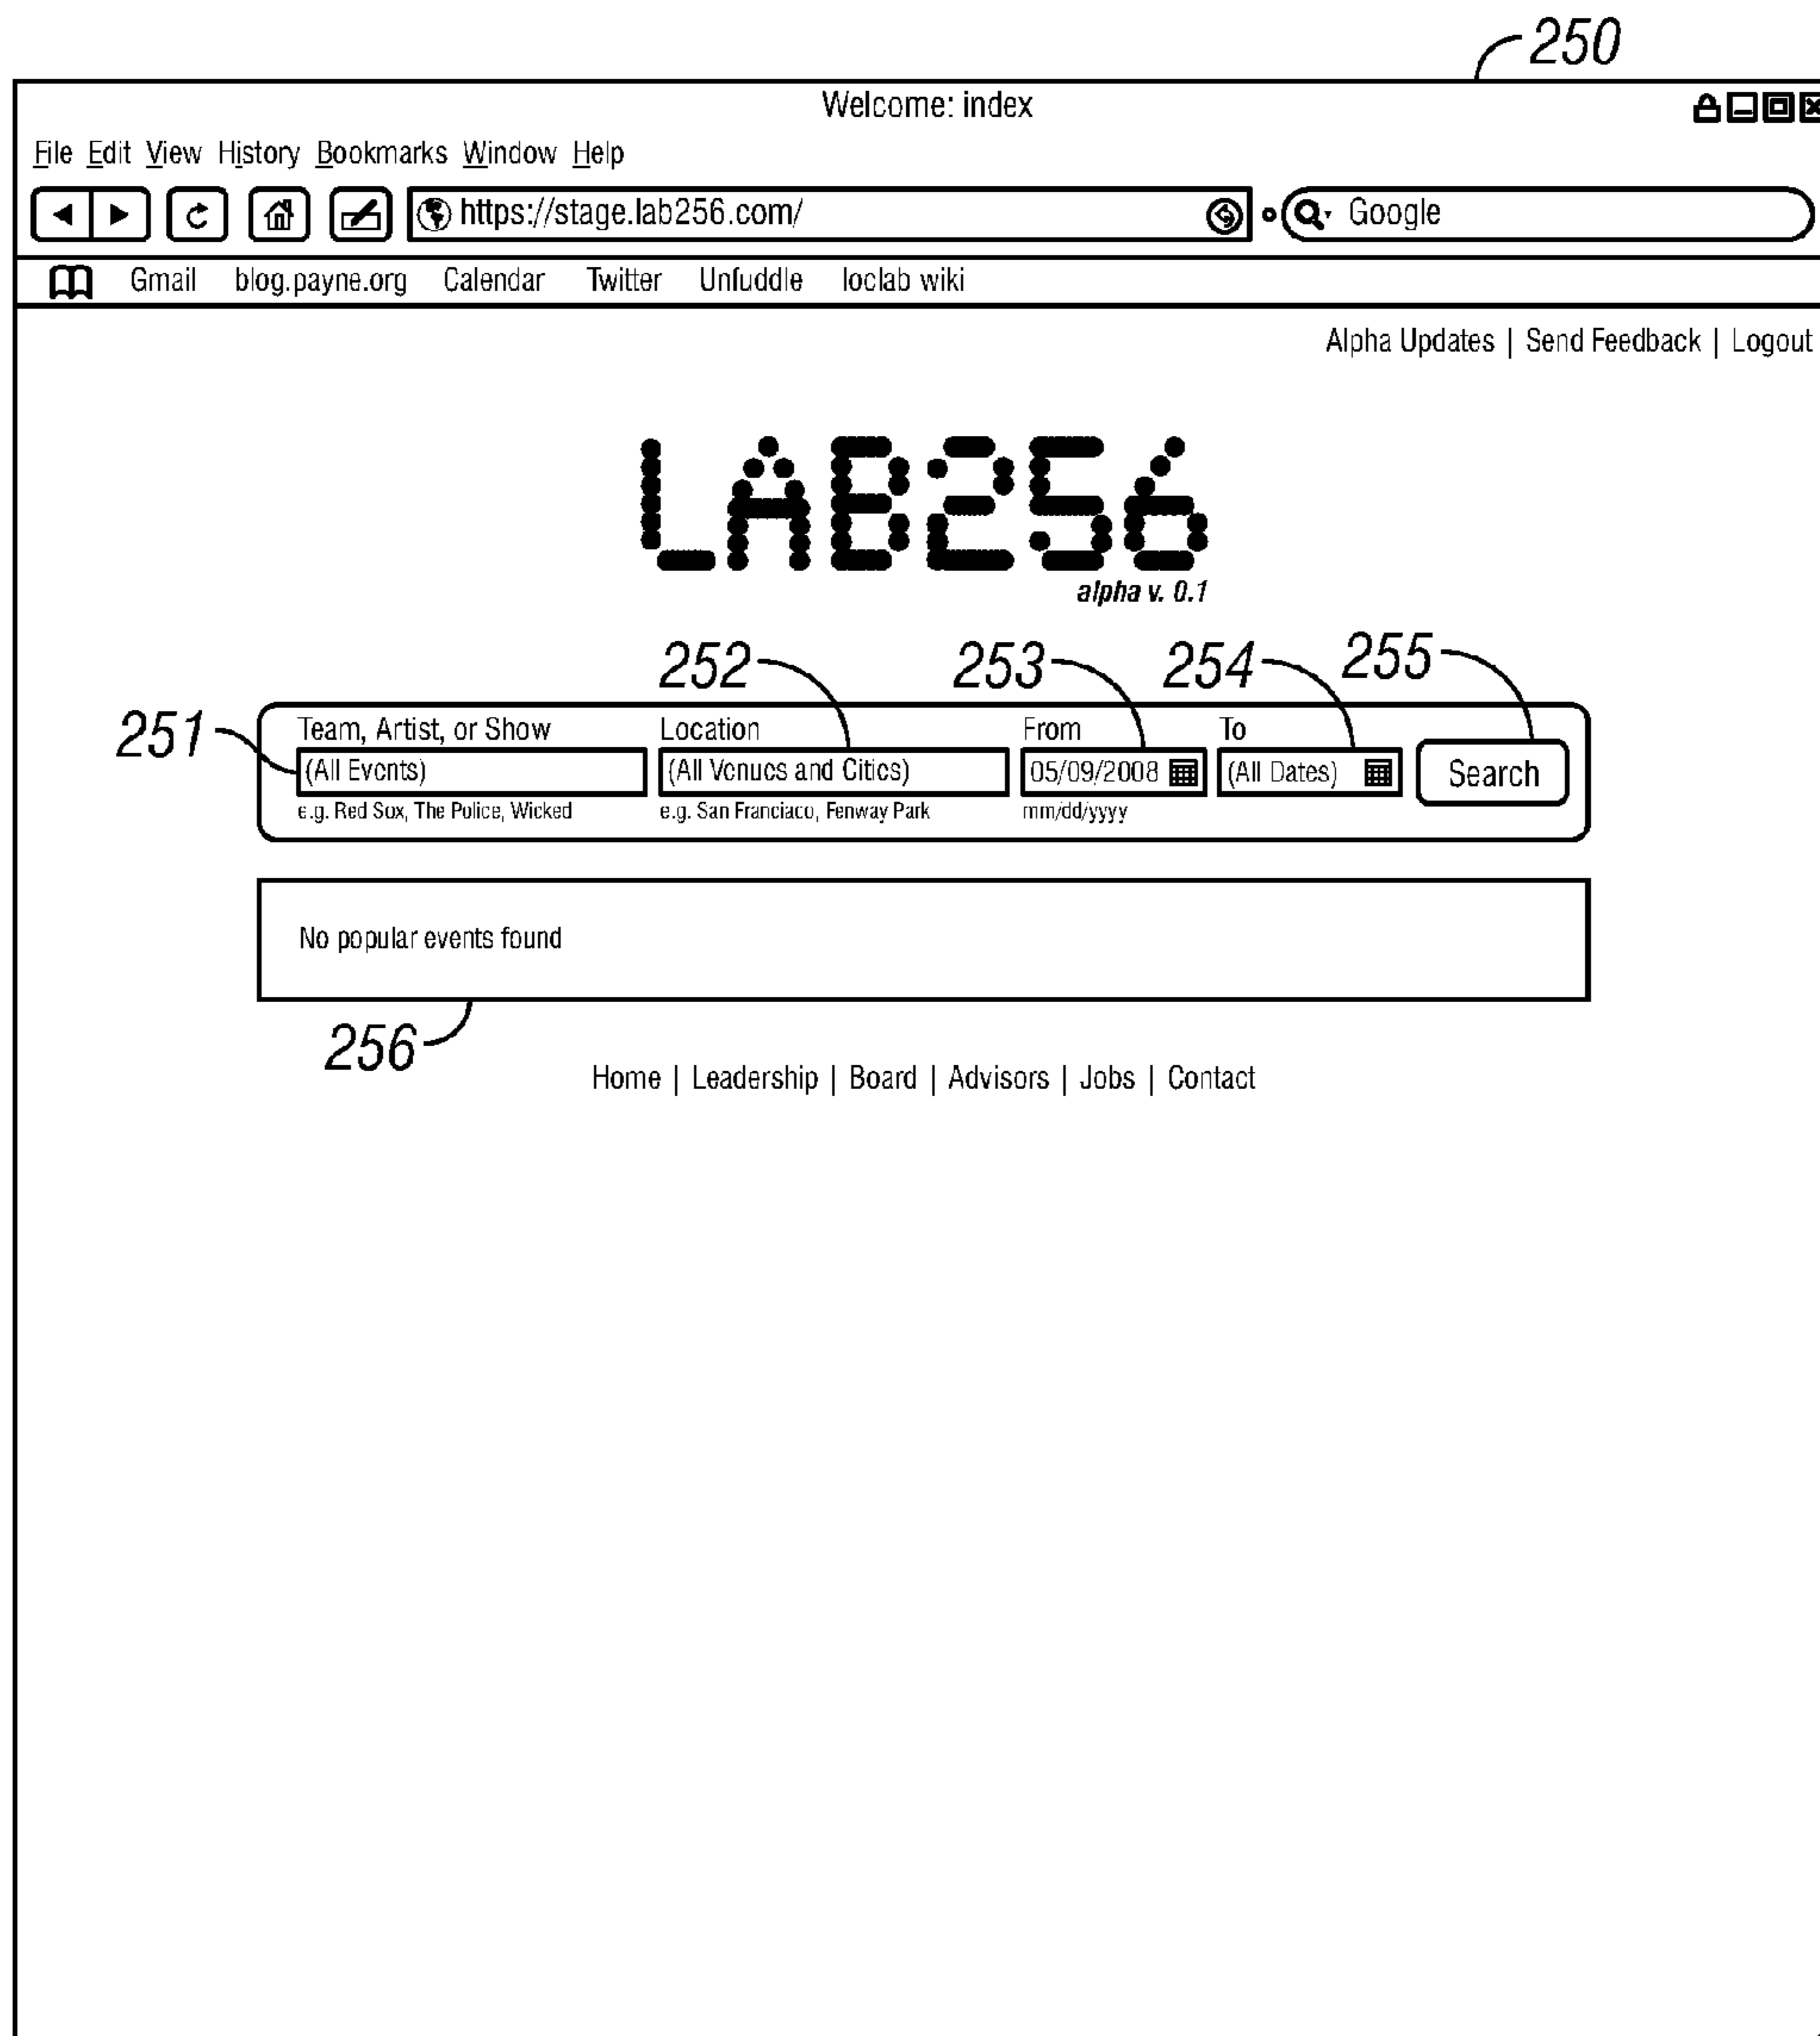 250
Welcome: index
File Edit View History Bookmarks Window Help
https://stage.lab256.com/ Google
Gmail blog.payne.org Calendar Twitter Unfuddle loclab wiki
Alpha Updates | Send Feedback | Logout
LAB256
alpha v. 0.1
252 253 254 255
251
Team, Artist, or Show Location From To
(All Events) (All Venues and Cities) 05/09/2008 (All Dates) Search
e.g. Red Sox, The Police, Wicked e.g. San Franciaco, Fenway Park mm/dd/yyyy
No popular events found
256
Home | Leadership | Board | Advisors | Jobs | Contact